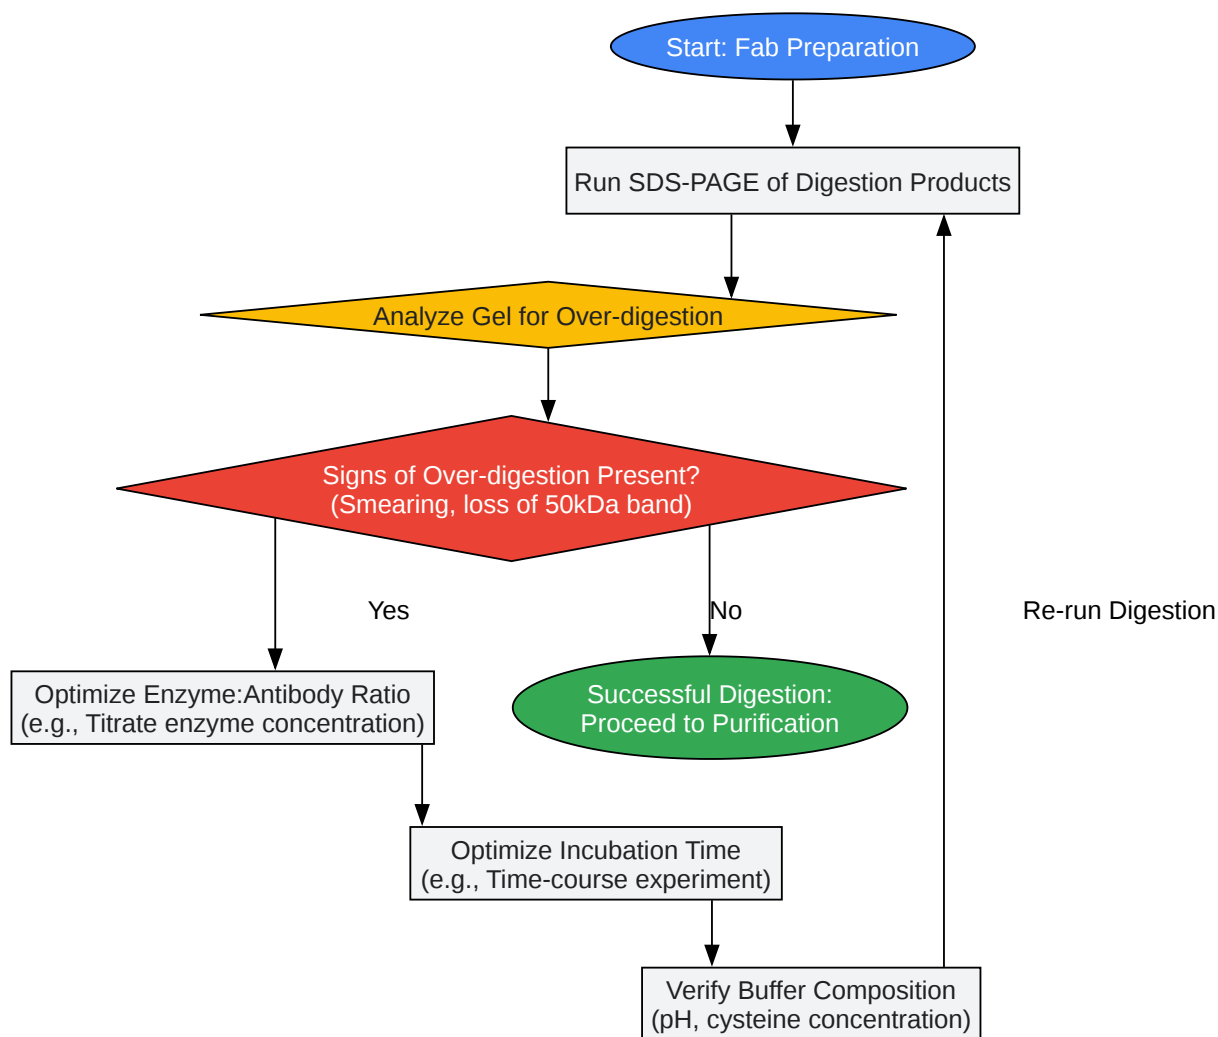 Start: Fab Preparation
Run SDS-PAGE of Digestion Products
Analyze Gel for Over-digestion
Signs of Over-digestion Present?
(Smearing, loss of 50kDa band)
Yes
No
Re-run Digestion
Optimize Enzyme:Antibody Ratio
(e.g., Titrate enzyme concentration)
Successful Digestion:
Proceed to Purification
Optimize Incubation Time
(e.g., Time-course experiment)
Verify Buffer Composition
(pH, cysteine concentration)